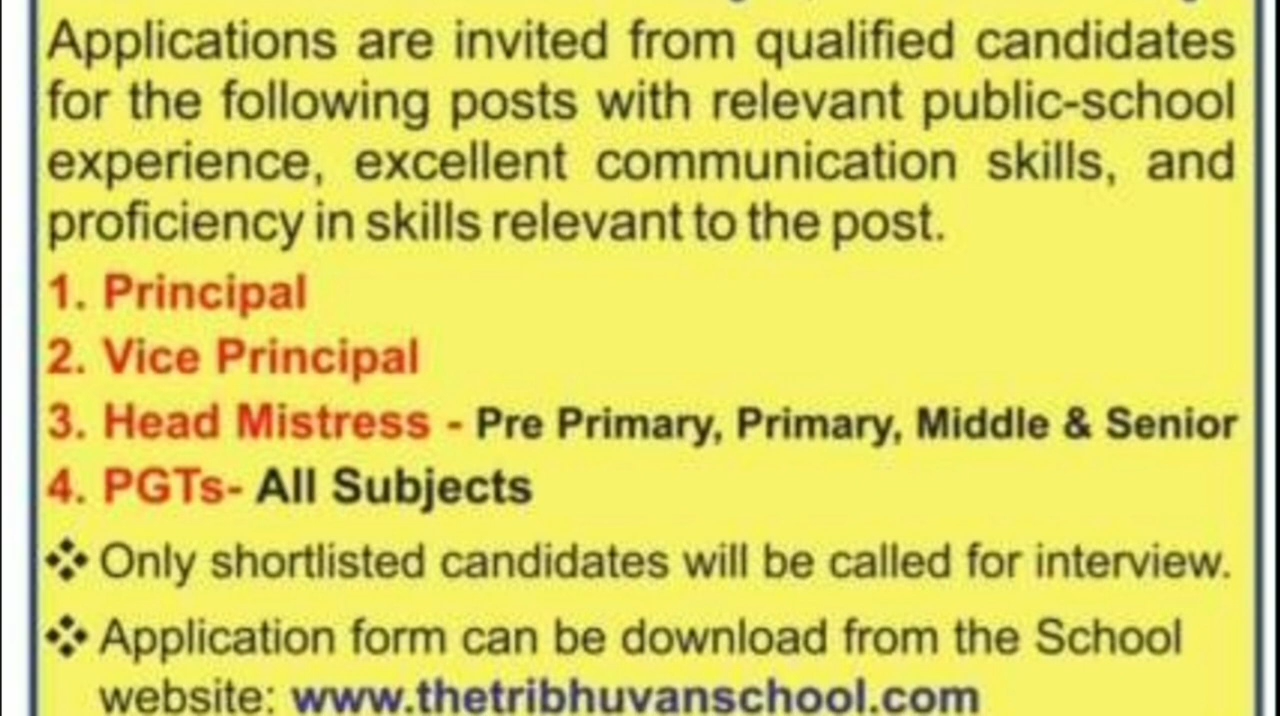 Applications are invited from qualified candidates
for the following posts with relevant public-school
experience, excellent communication skills, and
proficiency in skills relevant to the post.
1. Principal
2. Vice Principal
3. Head Mistress - Pre Primary, Primary, Middle & Senior
4. PGTs- All Subjects
❖ Only shortlisted candidates will be called for interview.
❖ Application form can be download from the School
website: www.thetribhuvanschool.com